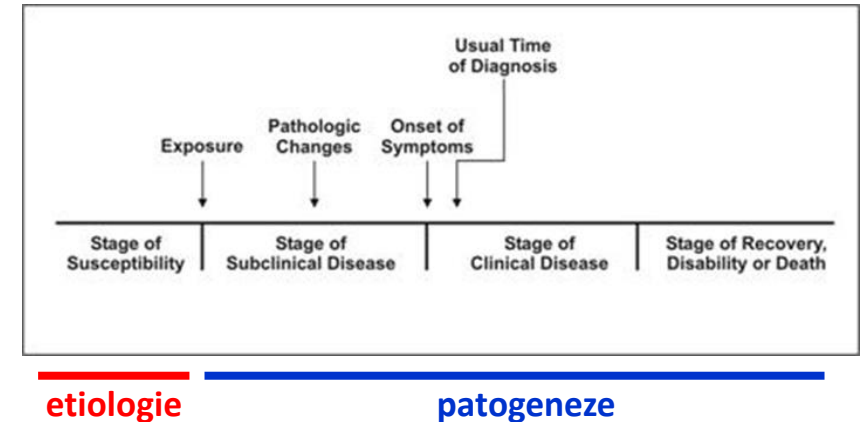 Usual Time
of Diagnosis
Pathologic
Changes
Onset of
Symptoms
Exposure
Stage of
Susceptibility
Stage of
Subclinical Disease
Stage of
Clinical Disease
Stage of Recovery,
Disability or Death
etiologie
patogeneze